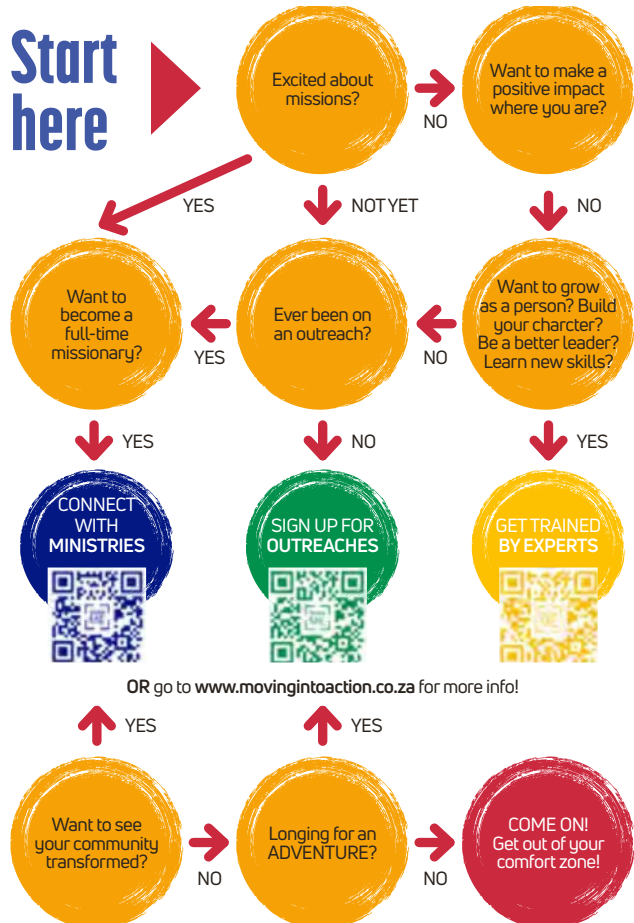 Start
here
Excited about
missions?
NO
Want to make a
positive impact
where you are?
YES
NOT YET
NO
Want to
become a
full-time
missionary?
YES
Ever been on
an outreach?
NO
Want to grow
as a person? Build
your charcter?
Be a better leader?
Learn new skills?
YES
NO
YES
CONNECT
WITH
MINISTRIES
SIGN UP FOR
OUTREACHES
GET TRAINED
BY EXPERTS
OR go to www.movingintoaction.co.za for more info!
YES
YES
Want to see
your community
transformed?
NO
Longing for an
ADVENTURE?
NO
COME ON!
Get out of your
comfort zone!